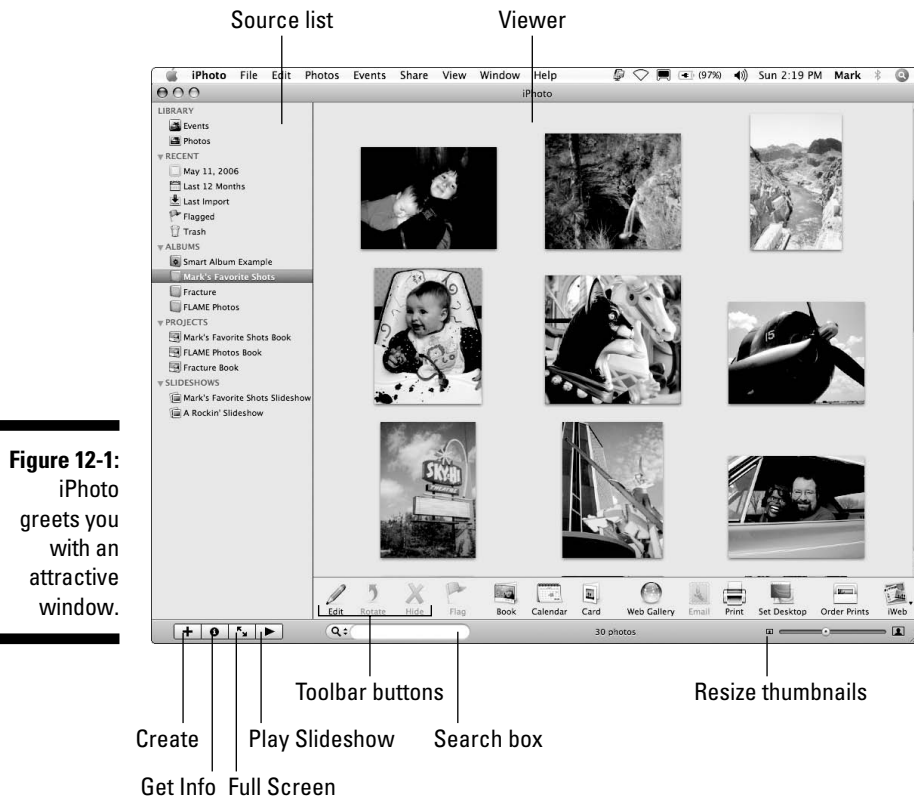 Source list
Viewer
iPhoto File Edit Photos Events Share View Window Help (97%) Sun 2:19 PM Mark
iPhoto
LIBRARY
Events
Photos
RECENT
May 11, 2006
Last 12 Months
Last Import
Flagged
Trash
ALBUMS
Smart Album Example
Mark's Favorite Shots
Fracture
FLAME Photos
PROJECTS
Mark's Favorite Shots Book
FLAME Photos Book
Fracture Book
SLIDESHOWS
Mark's Favorite Shots Slideshow
A Rockin' Slideshow
15
SKY-HI
Figure 12-1:
iPhoto
greets you
with an
attractive
window.
Edit Rotate Hide Flag Book Calendar Card Web Gallery Email Print Set Desktop Order Prints iWeb
30 photos
Toolbar buttons
Resize thumbnails
Create
Play Slideshow
Search box
Get Info
Full Screen